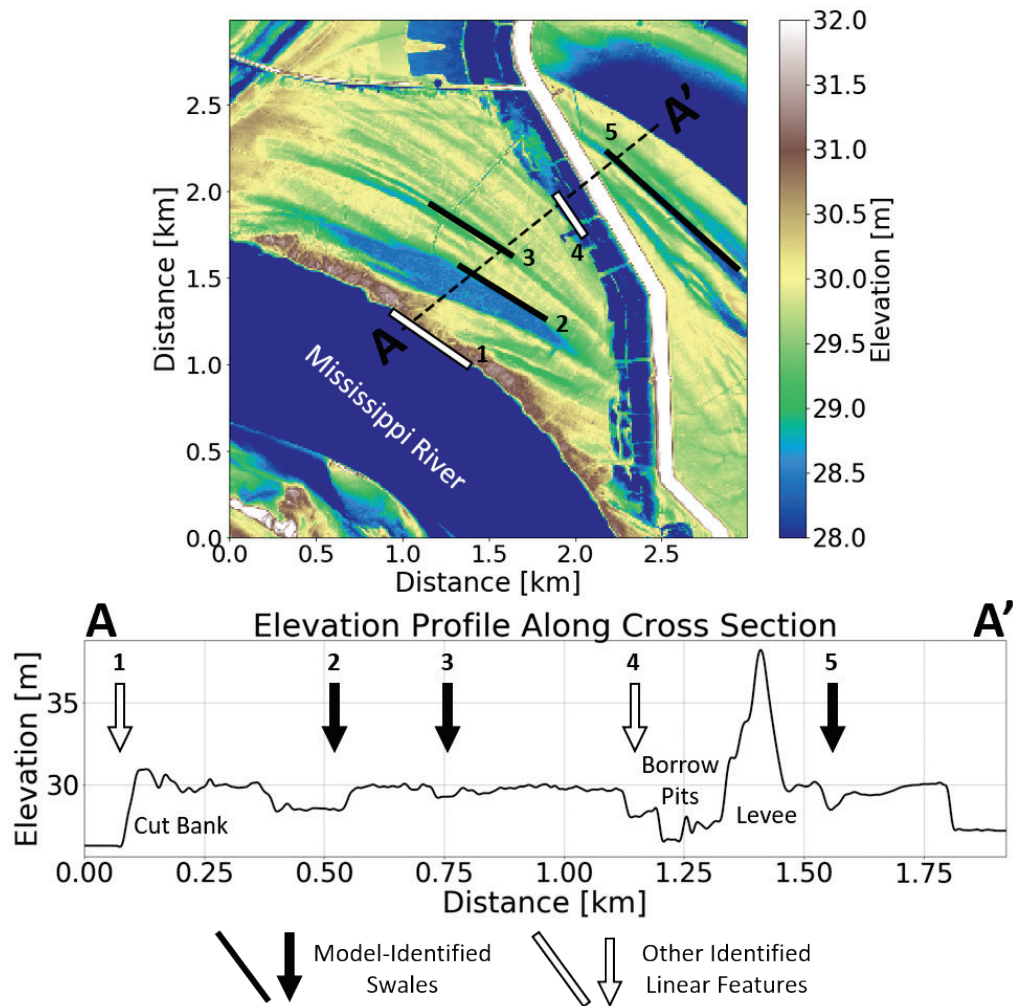 32.0
31.5
31.0
30.5
30.0
29.5
29.0
28.5
28.0
Elevation [m]
2.5
2.0
1.5
1.0
0.5
0.0
Distance [km]
A'
5
4
3
2
A
1
Mississippi River
0.0 0.5 1.0 1.5 2.0 2.5
Distance [km]
A Elevation Profile Along Cross Section A'
1 2 3 4 5
35
30
Elevation [m]
Cut Bank
Borrow
Pits
Levee
0.00 0.25 0.50 0.75 1.00 1.25 1.50 1.75
Distance [km]
Model-Identified
Swales
Other Identified
Linear Features